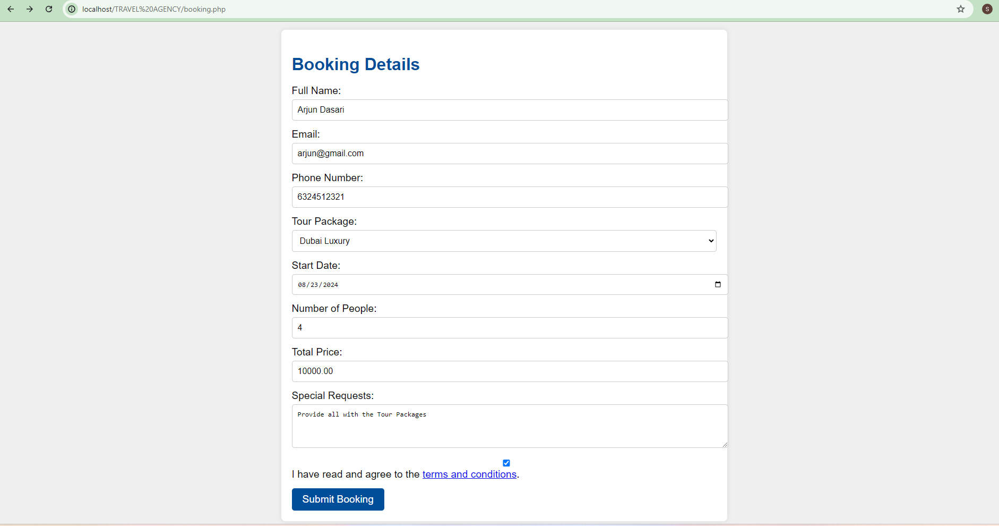 localhost/TRAVEL%20AGENCY/booking.php
S
Booking Details
Full Name:
Arjun Dasari
Email:
arjun@gmail.com
Phone Number:
6324512321
Tour Package:
Dubai Luxury
Start Date:
08/23/2024
Number of People:
4
Total Price:
10000.00
Special Requests:
Provide all with the Tour Packages
I have read and agree to the terms and conditions.
Submit Booking